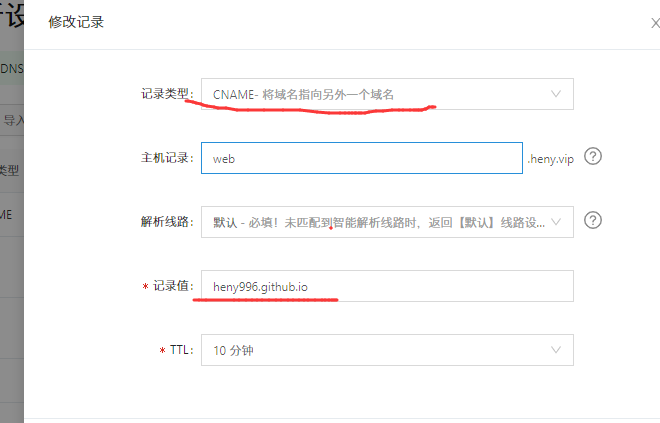 修改记录
DNS
导入
类型
ME
记录类型: CNAME- 将域名指向另外一个域名
主机记录: web .heny.vip ?
解析线路: 默认 - 必填！未匹配到智能解析线路时，返回【默认】线路设... ?
* 记录值: heny996.github.io
* TTL: 10 分钟